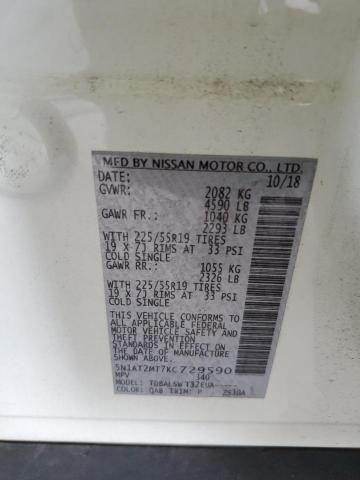 MFD BY NISSAN MOTOR CO., LTD.
DATE: 10/18
GVWR: 2082 KG
4590 LB
GAWR FR.: 1040 KG
2293 LB
WITH 225/55R19 TIRES
19 X 7J RIMS AT 33 PSI
COLD SINGLE
GAWR RR.: 1055 KG
2326 LB
WITH 225/55R19 TIRES
19 X 7J RIMS AT 33 PSI
COLD SINGLE
THIS VEHICLE CONFORMS TO ALL
APPLICABLE FEDERAL MOTOR
VEHICLE SAFETY, BUMPER, AND
THEFT PREVENTION STANDARDS
IN EFFECT ON THE DATE OF
MANUFACTURE SHOWN ABOVE.
5N1AT2MT7KC729590
MPV 340
MODEL:
COLOR: QAB TRIM: P